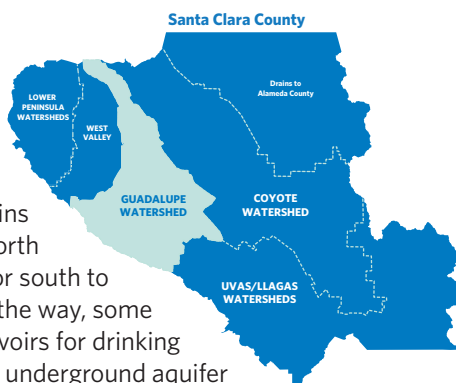 Santa Clara County
Drains to
Alameda County
LOWER
PENINSULA
WATERSHEDS
WEST
VALLEY
GUADALUPE
WATERSHED
COYOTE
WATERSHED
UVAS/LLAGAS
WATERSHEDS
ins
orth
or south to
the way, some
voirs for drinking
underground aquifer